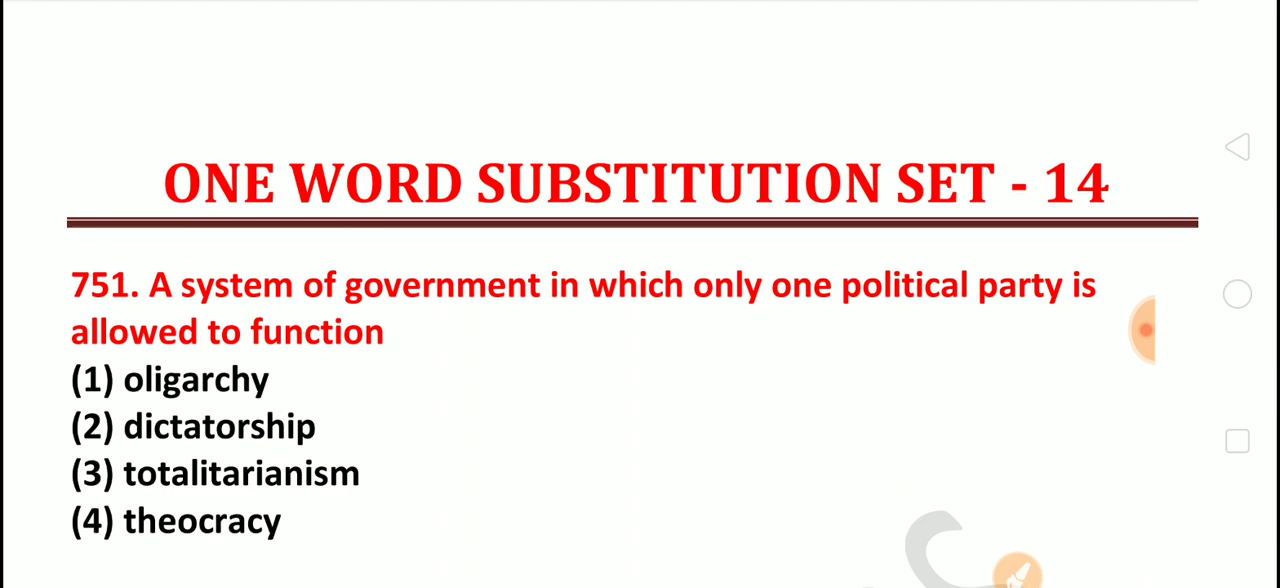 ONE WORD SUBSTITUTION SET - 14
751. A system of government in which only one political party is
allowed to function
(1) oligarchy
(2) dictatorship
(3) totalitarianism
(4) theocracy